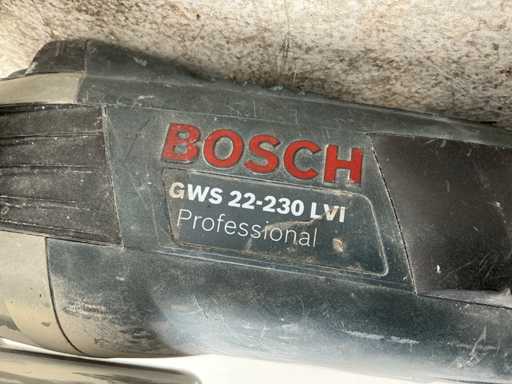 BOSCH
GWS 22-230 LVI
Professional